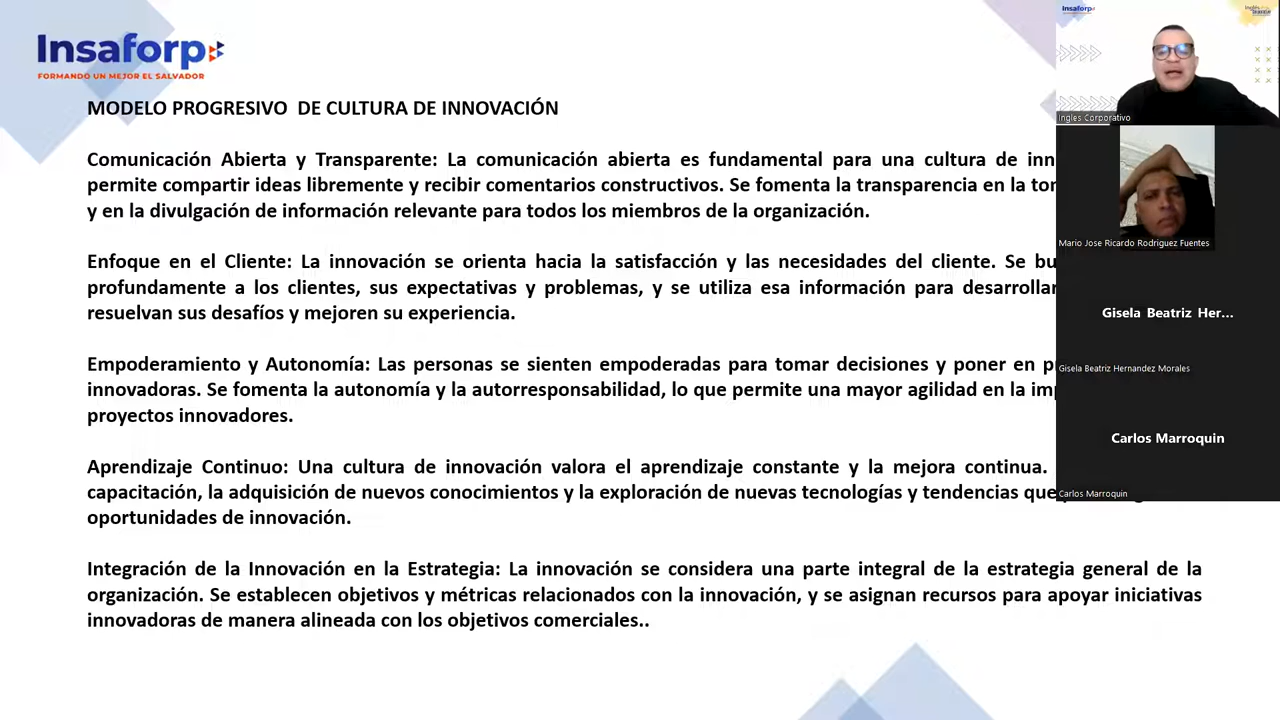 Insaforp
FORMANDO UN MEJOR EL SALVADOR
MODELO PROGRESIVO DE CULTURA DE INNOVACIÓN
Comunicación Abierta y Transparente: La comunicación abierta es fundamental para una cultura de
permite compartir ideas libremente y recibir comentarios constructivos. Se fomenta la transparencia en la
y en la divulgación de información relevante para todos los miembros de la organización.
Enfoque en el Cliente: La innovación se orienta hacia la satisfacción y las necesidades del cliente. Se
profundamente a los clientes, sus expectativas y problemas, y se utiliza esa información para desarrollar
resuelvan sus desafíos y mejoren su experiencia.
Empoderamiento y Autonomía: Las personas se sienten empoderadas para tomar decisiones y poner en
innovadoras. Se fomenta la autonomía y la autorresponsabilidad, lo que permite una mayor agilidad en la
proyectos innovadores.
Aprendizaje Continuo: Una cultura de innovación valora el aprendizaje constante y la mejora continua.
capacitación, la adquisición de nuevos conocimientos y la exploración de nuevas tecnologías y tendencias que
oportunidades de innovación.
Integración de la Innovación en la Estrategia: La innovación se considera una parte integral de la estrategia general de la
organización. Se establecen objetivos y métricas relacionados con la innovación, y se asignan recursos para apoyar iniciativas
innovadoras de manera alineada con los objetivos comerciales..
Insaforp
Ingles Corporativo
Mario Jose Ricardo Rodriguez Fuentes
Gisela Beatriz Her...
Gisela Beatriz Hernandez Morales
Carlos Marroquin
Carlos Marroquin